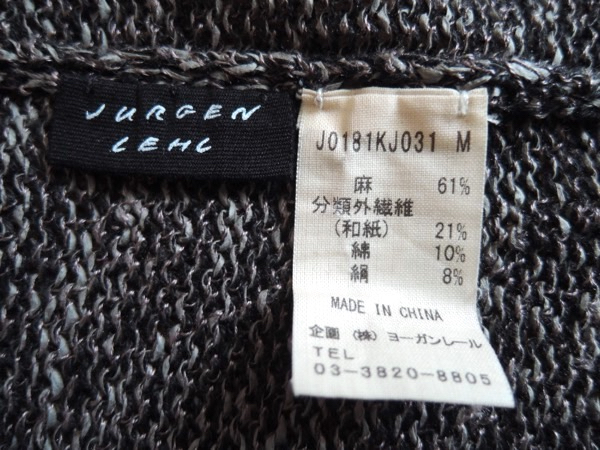 JURGEN
LEHL
J0181KJ031 M
麻 61%
分類外繊維
(和紙) 21%
綿 10%
絹 8%
MADE IN CHINA
企画 (株) ヨーガンレール
TEL
03-3820-8805